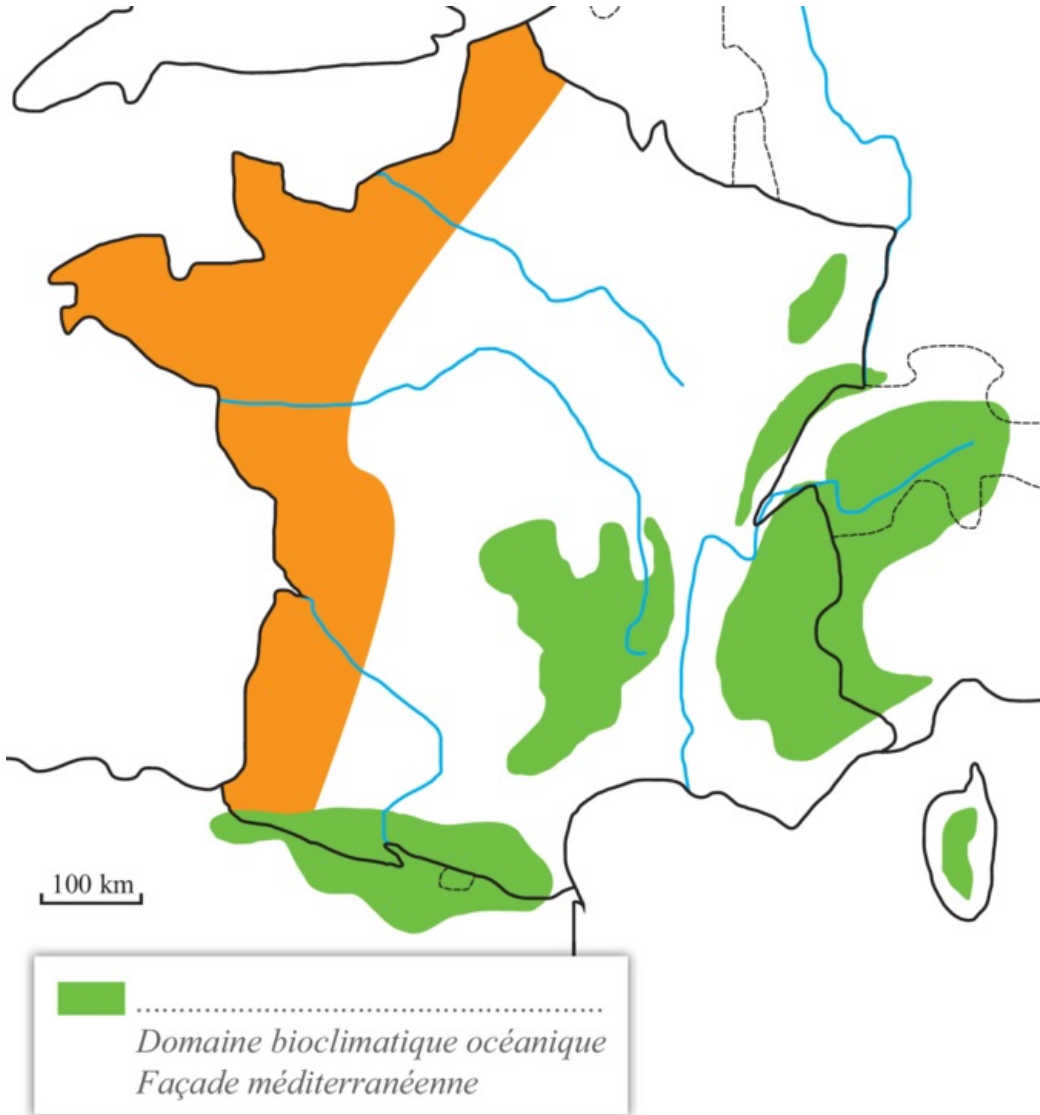 100 km
........................................................
Domaine bioclimatique océanique
Façade méditerranéenne